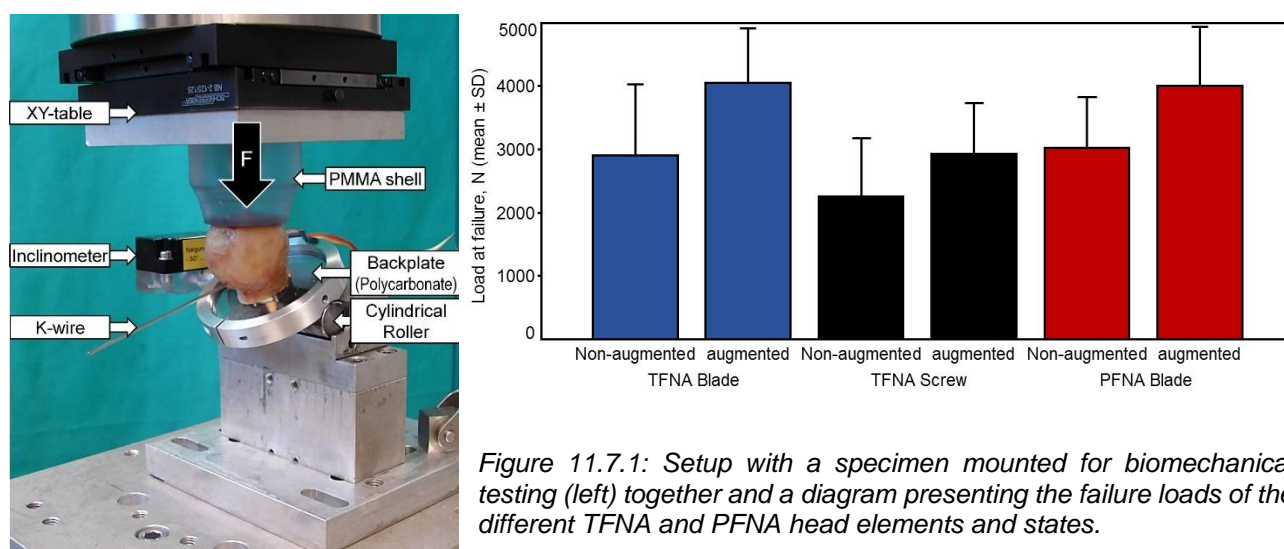 XY-table
F
PMMA shell
Inclinometer
Backplate
(Polycarbonate)
K-wire
Cylindrical
Roller
Load at failure, N (mean ± SD)
5000
4000
3000
2000
1000
0
Non-augmented augmented Non-augmented augmented Non-augmented augmented
TFNA Blade TFNA Screw PFNA Blade
Figure 11.7.1: Setup with a specimen mounted for biomechanica
testing (left) together and a diagram presenting the failure loads of the
different TFNA and PFNA head elements and states.